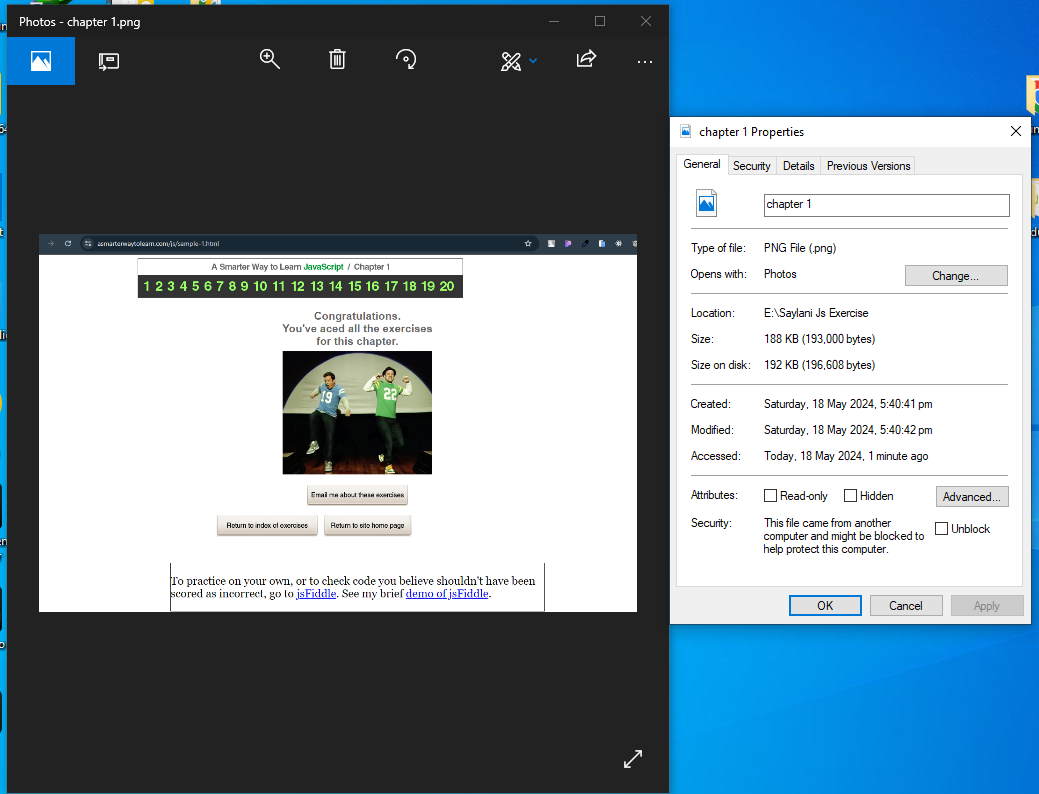 Photos - chapter 1.png
asmarterwaytolearn.com/js/sample-1.html
A Smarter Way to Learn JavaScript / Chapter 1
1 2 3 4 5 6 7 8 9 10 11 12 13 14 15 16 17 18 19 20
Congratulations.
You've aced all the exercises
for this chapter.
19
22
Email me about these exercises
Return to index of exercises
Return to site home page
To practice on your own, or to check code you believe shouldn't have been
scored as incorrect, go to jsFiddle. See my brief demo of jsFiddle.
chapter 1 Properties
General
Security
Details
Previous Versions
chapter 1
Type of file: PNG File (.png)
Opens with: Photos
Change...
Location: E:\Saylani Js Exercise
Size: 188 KB (193,000 bytes)
Size on disk: 192 KB (196,608 bytes)
Created: Saturday, 18 May 2024, 5:40:41 pm
Modified: Saturday, 18 May 2024, 5:40:42 pm
Accessed: Today, 18 May 2024, 1 minute ago
Attributes: Read-only Hidden
Advanced...
Security: This file came from another
computer and might be blocked to
help protect this computer.
Unblock
OK
Cancel
Apply